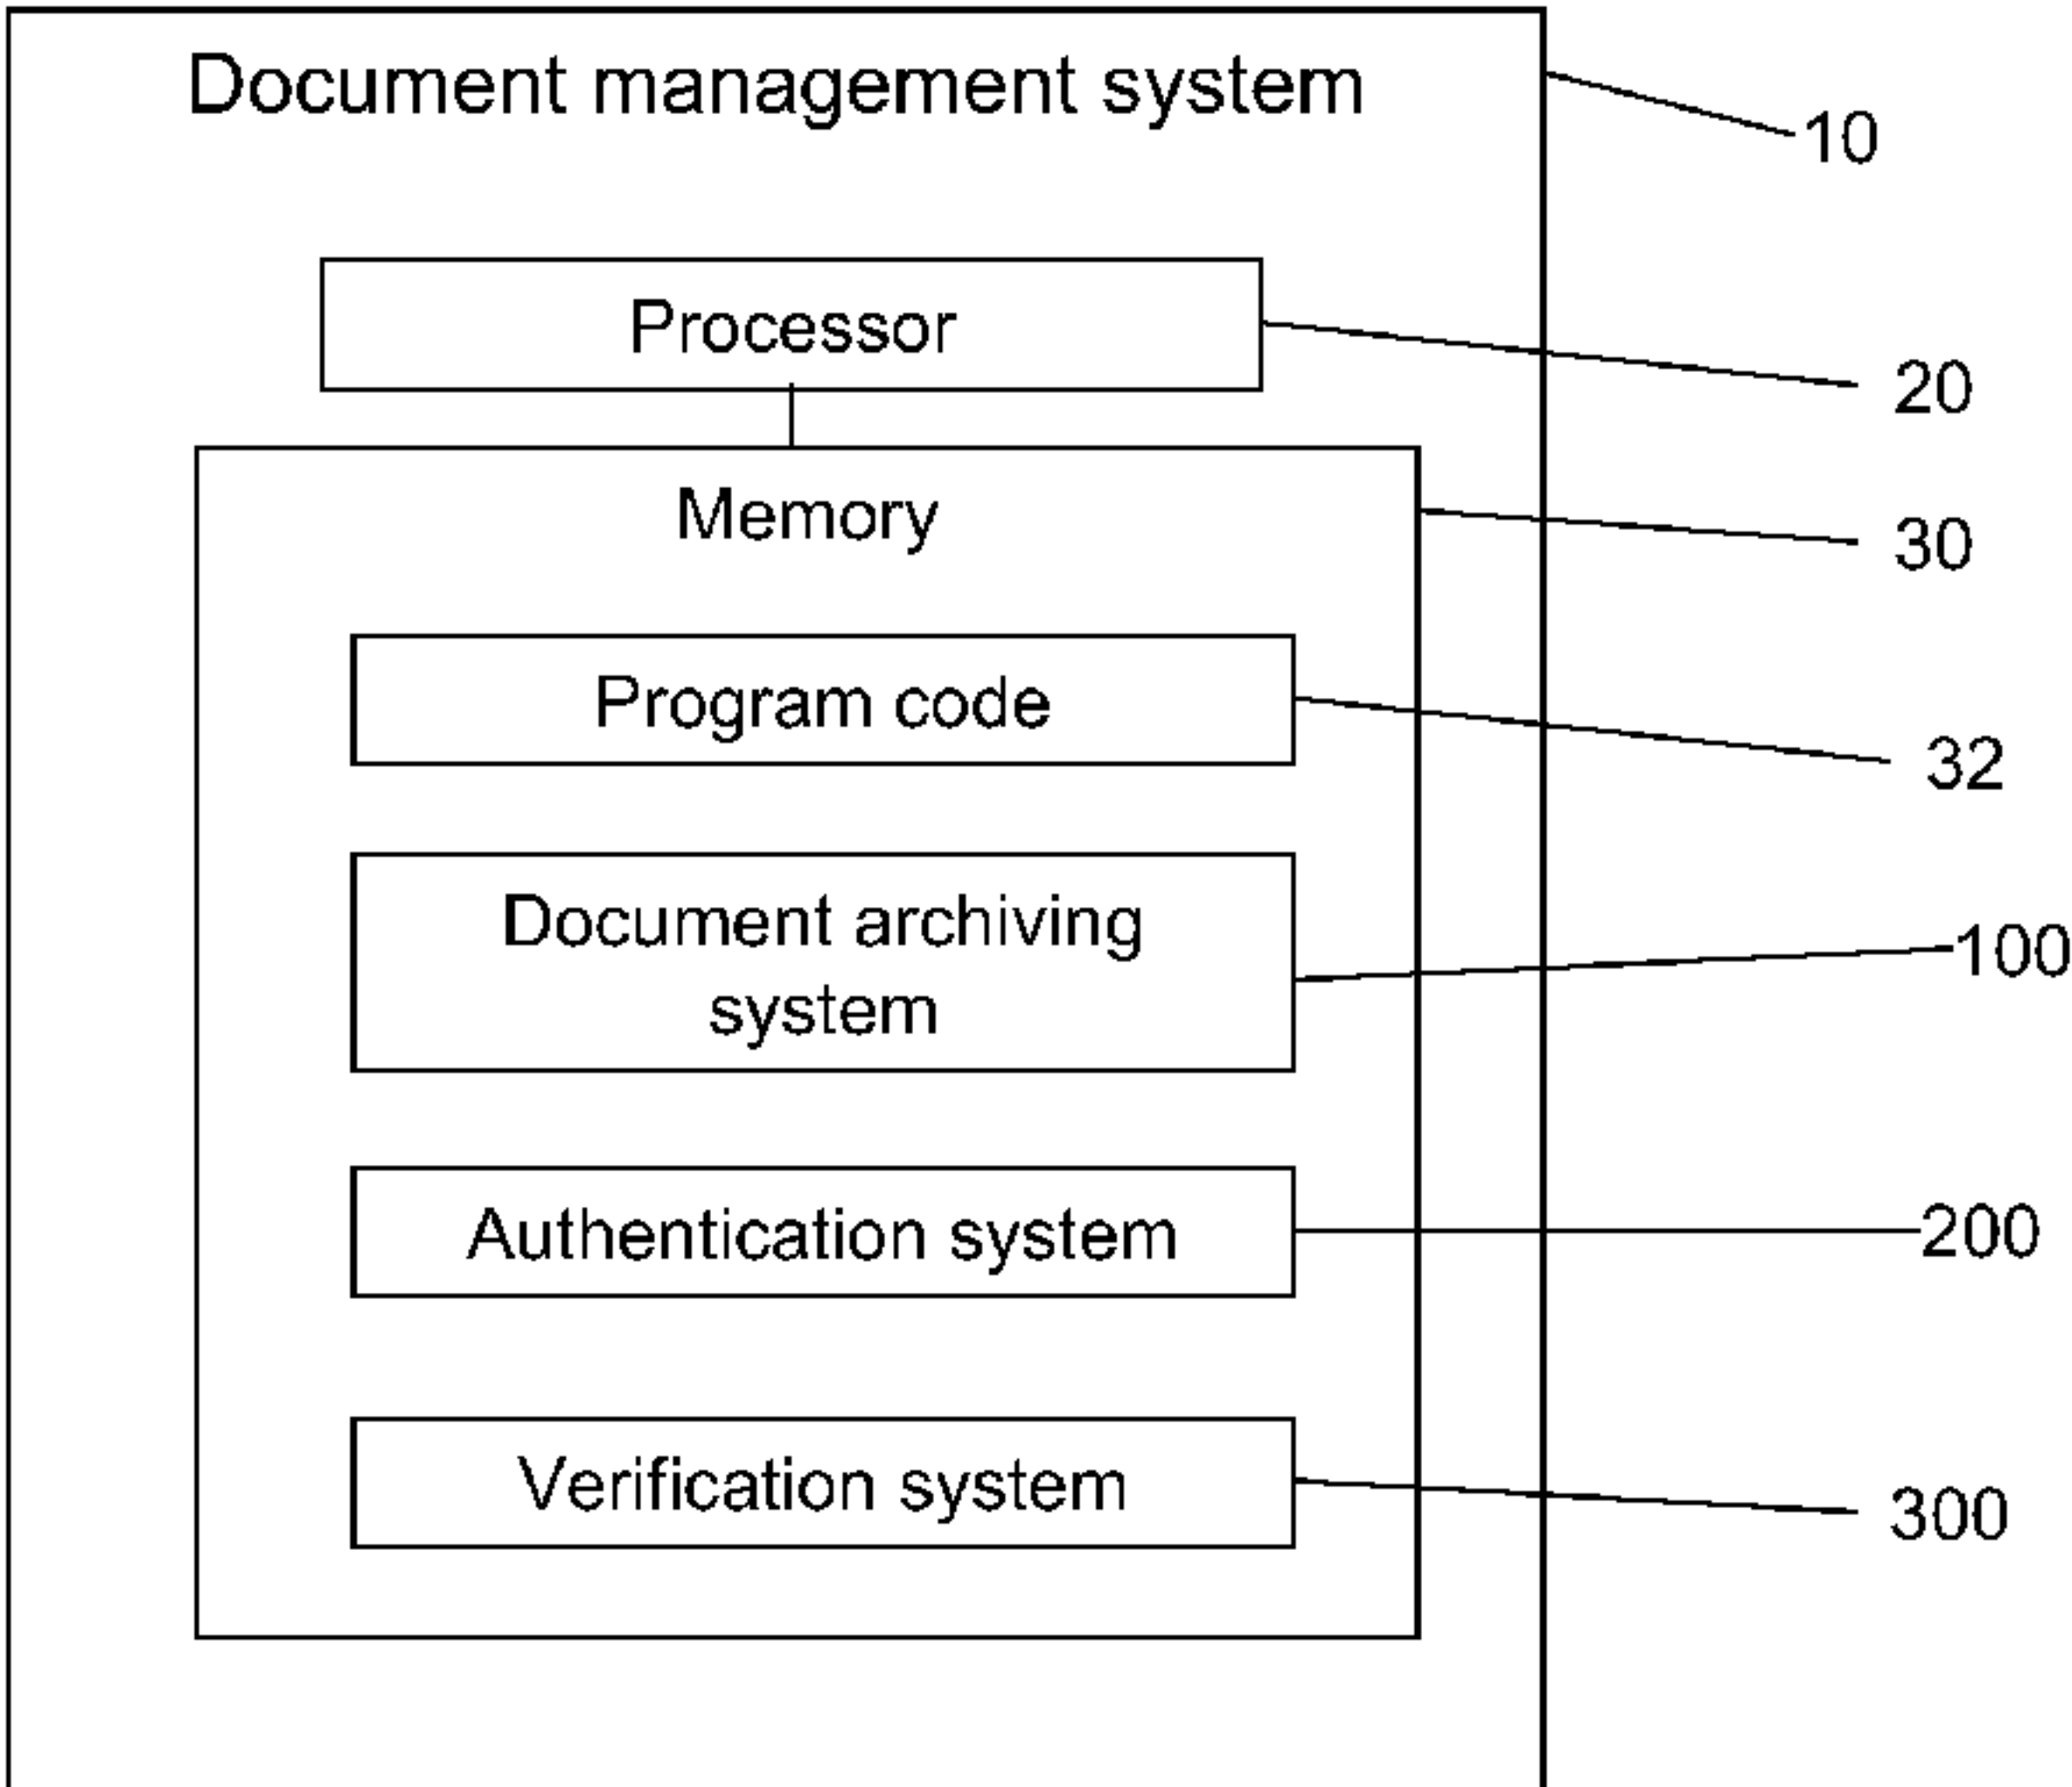 Document management system
10
Processor
20
Memory
30
Program code
32
Document archiving
system
100
Authentication system
200
Verification system
300